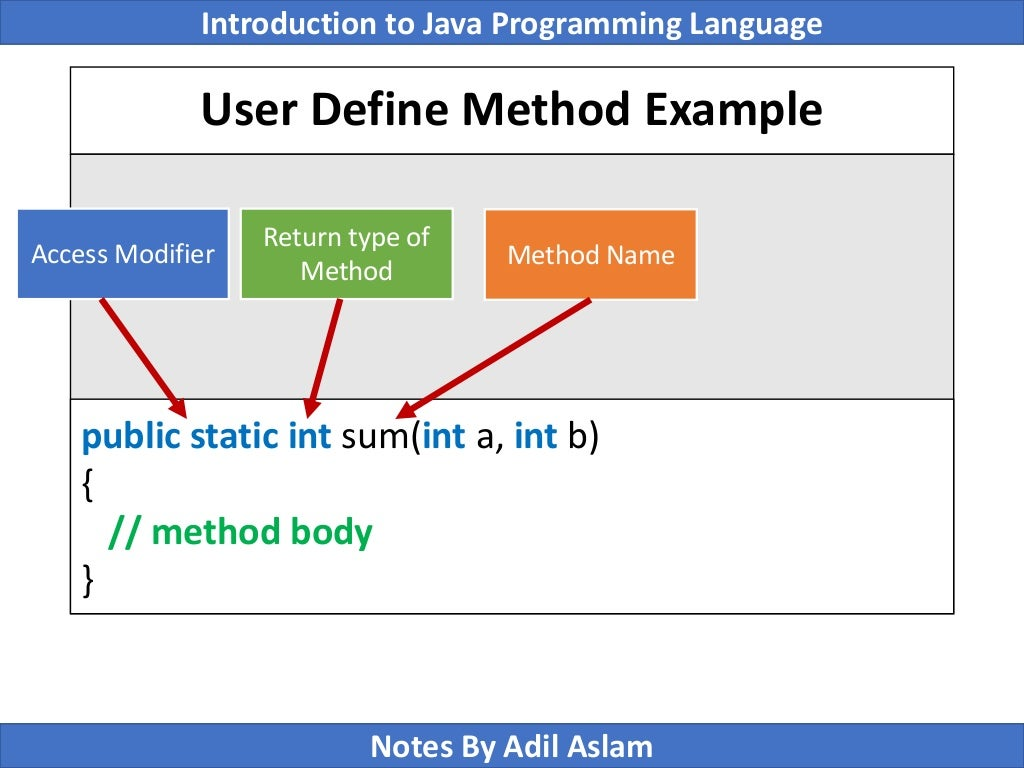 Introduction to Java Programming Language
User Define Method Example
Access Modifier
Return type of
Method
Method Name
public static int sum(int a, int b)
{
// method body
}
Notes By Adil Aslam